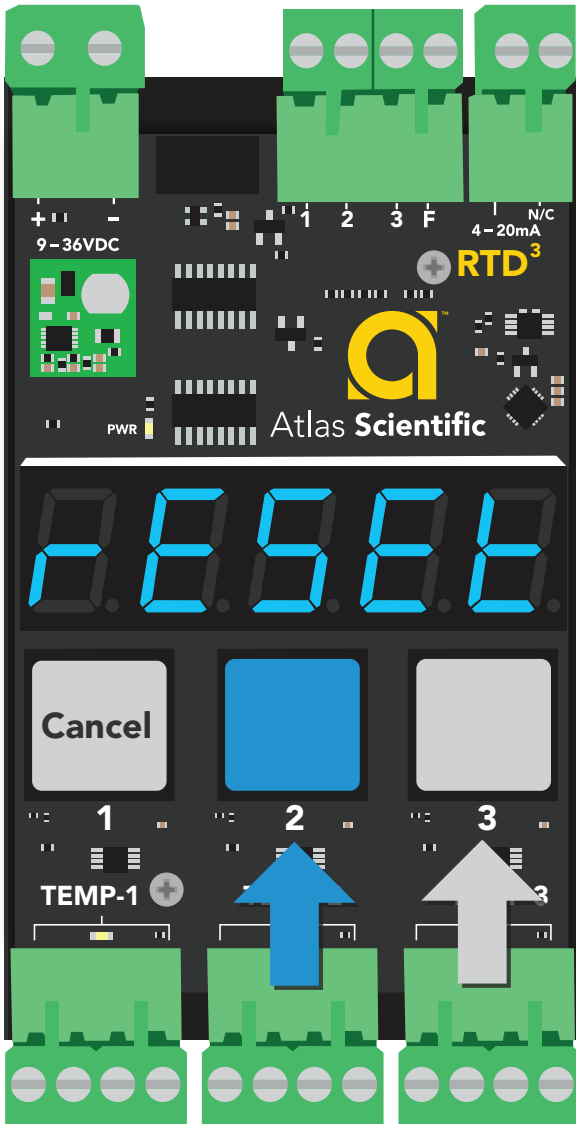 + -
9–36VDC
1 2 3 F
4–20mA
N/C
RTD³
™
PWR
Atlas Scientific
rESEt
Cancel
1 2 3
TEMP-1
3